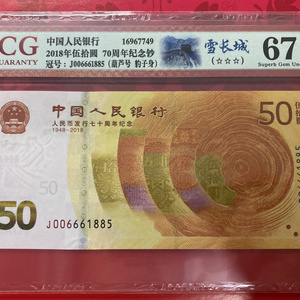 CG 中国人民银行 16967749 雪长城 67
GUARANTY 2018年伍拾圆 70周年纪念钞 (☆☆☆) Superb Gem Un
冠号: J006661885 (葫芦号 豹子身)
中国人民银行
人民币发行七十周年纪念
1948-2018
50
50
50
J006661885